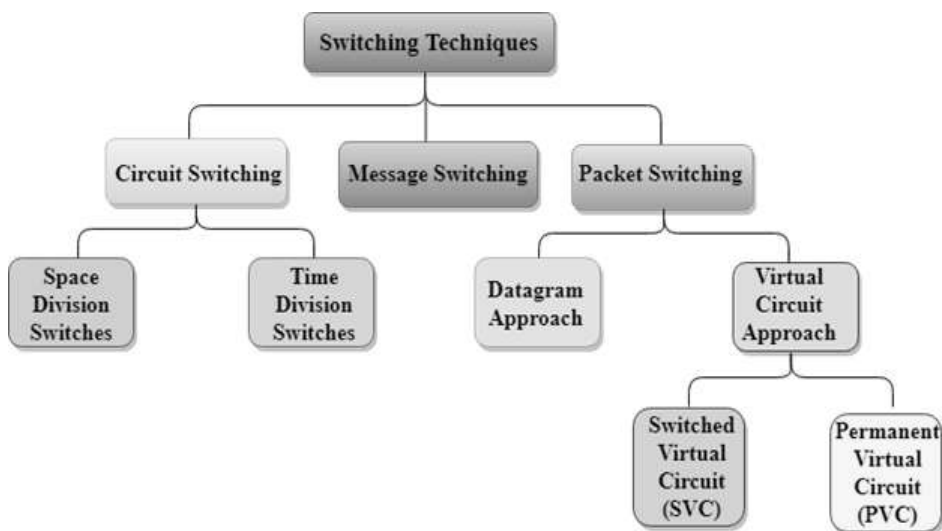 Switching Techniques
Circuit Switching
Message Switching
Packet Switching
Space
Division
Switches
Time
Division
Switches
Datagram
Approach
Virtual
Circuit
Approach
Switched
Virtual
Circuit
(SVC)
Permanent
Virtual
Circuit
(PVC)